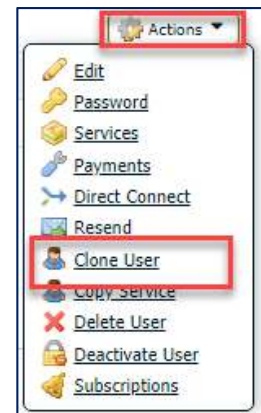 Actions
Edit
Password
Services
Payments
Direct Connect
Resend
Clone User
Copy Service
Delete User
Deactivate User
Subscriptions